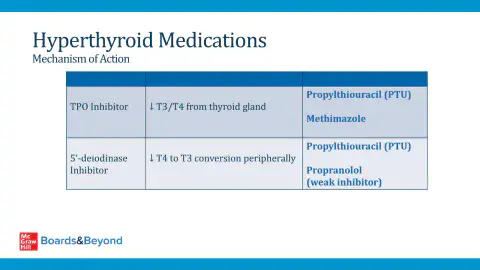 Hyperthyroid Medications
Mechanism of Action
TPO Inhibitor
↓ T3/T4 from thyroid gland
Propylthiouracil (PTU)
Methimazole
5'-deiodinase
Inhibitor
↓ T4 to T3 conversion peripherally
Propylthiouracil (PTU)
Propranolol
(weak inhibitor)
Mc
Graw
Hill
Boards&Beyond